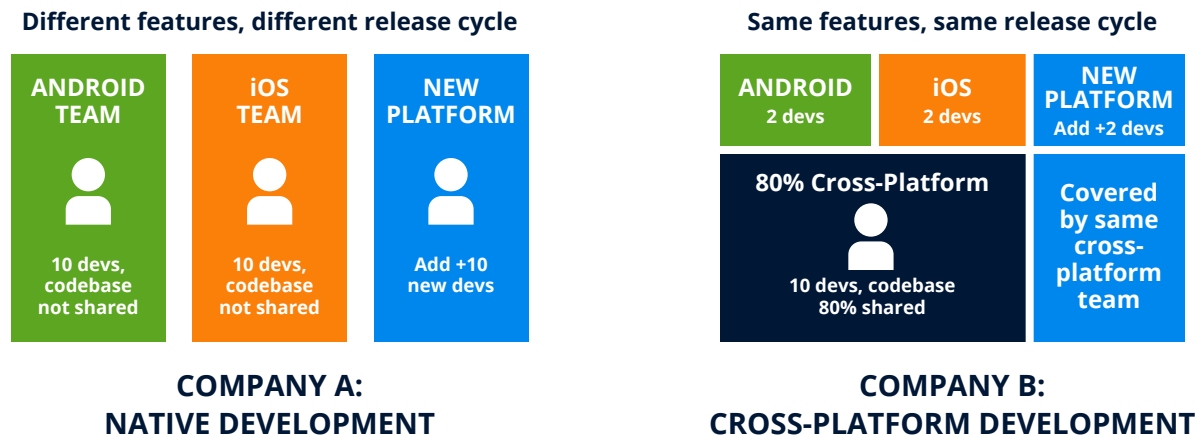 Different features, different release cycle
ANDROID
TEAM
10 devs,
codebase
not shared
iOS
TEAM
10 devs,
codebase
not shared
NEW
PLATFORM
Add +10
new devs
COMPANY A:
NATIVE DEVELOPMENT
Same features, same release cycle
ANDROID
2 devs
iOS
2 devs
NEW
PLATFORM
Add +2 devs
80% Cross-Platform
10 devs, codebase
80% shared
Covered
by same
cross-
platform
team
COMPANY B:
CROSS-PLATFORM DEVELOPMENT